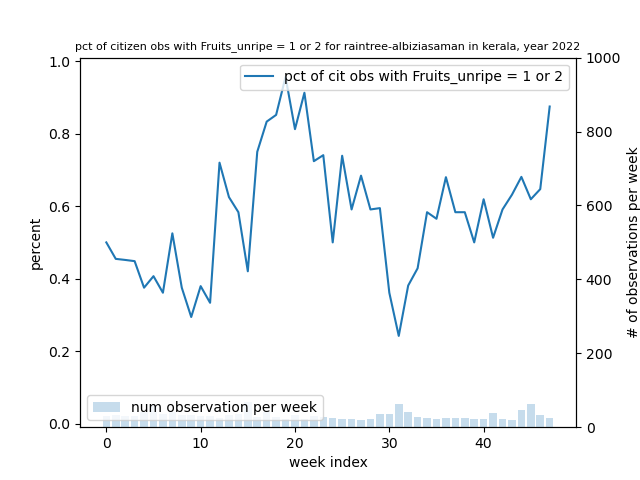 pct of citizen obs with Fruits_unripe = 1 or 2 for raintree-albiziasaman in kerala, year 2022
pct of cit obs with Fruits_unripe = 1 or 2
num observation per week
percent
1.0
0.8
0.6
0.4
0.2
0.0
0 10 20 30 40
week index
1000
800
600
400
200
0
# of observations per week